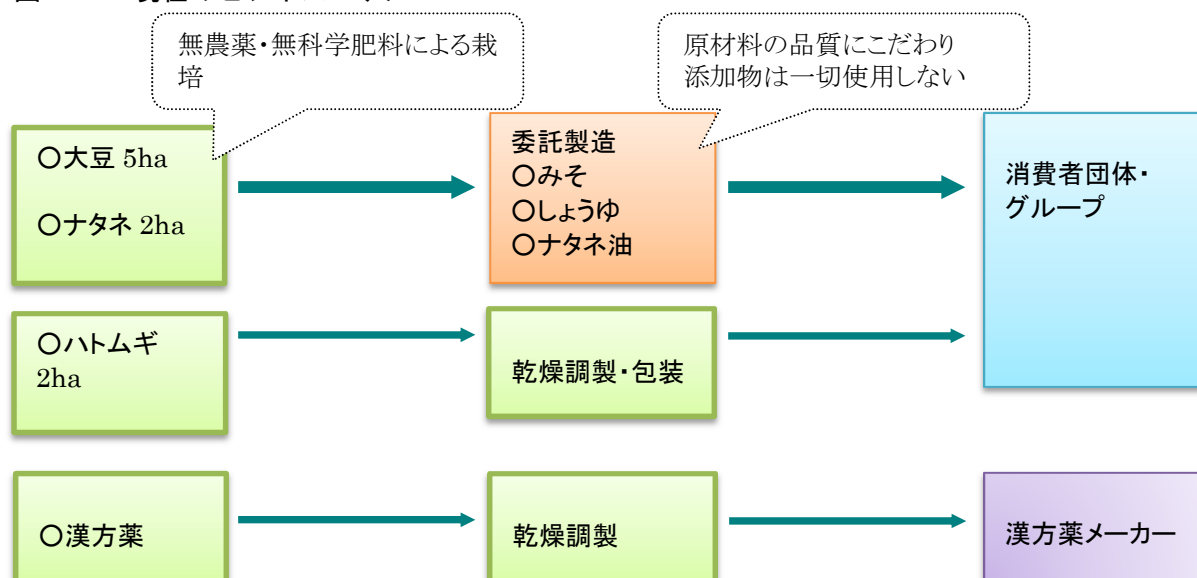 無農薬・無科学肥料による栽
培
原材料の品質にこだわり
添加物は一切使用しない
〇大豆 5ha
〇ナタネ 2ha
委託製造
〇みそ
〇しょうゆ
〇ナタネ油
消費者団体・
グループ
〇ハトムギ
2ha
乾燥調製・包装
〇漢方薬
乾燥調製
漢方薬メーカー